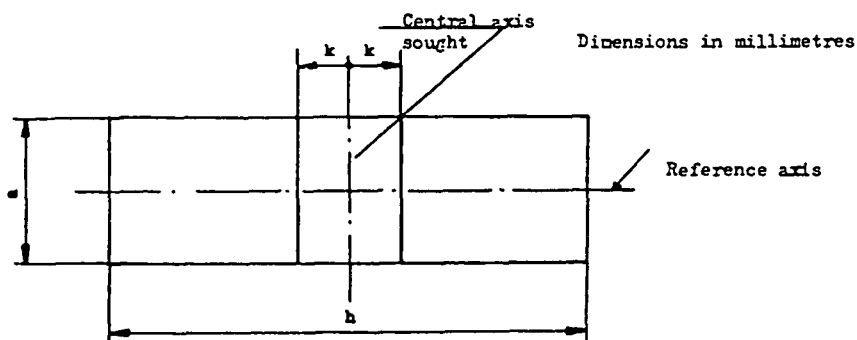 Central axis
sought
Dimensions in millimetres
k k
Reference axis
a
h